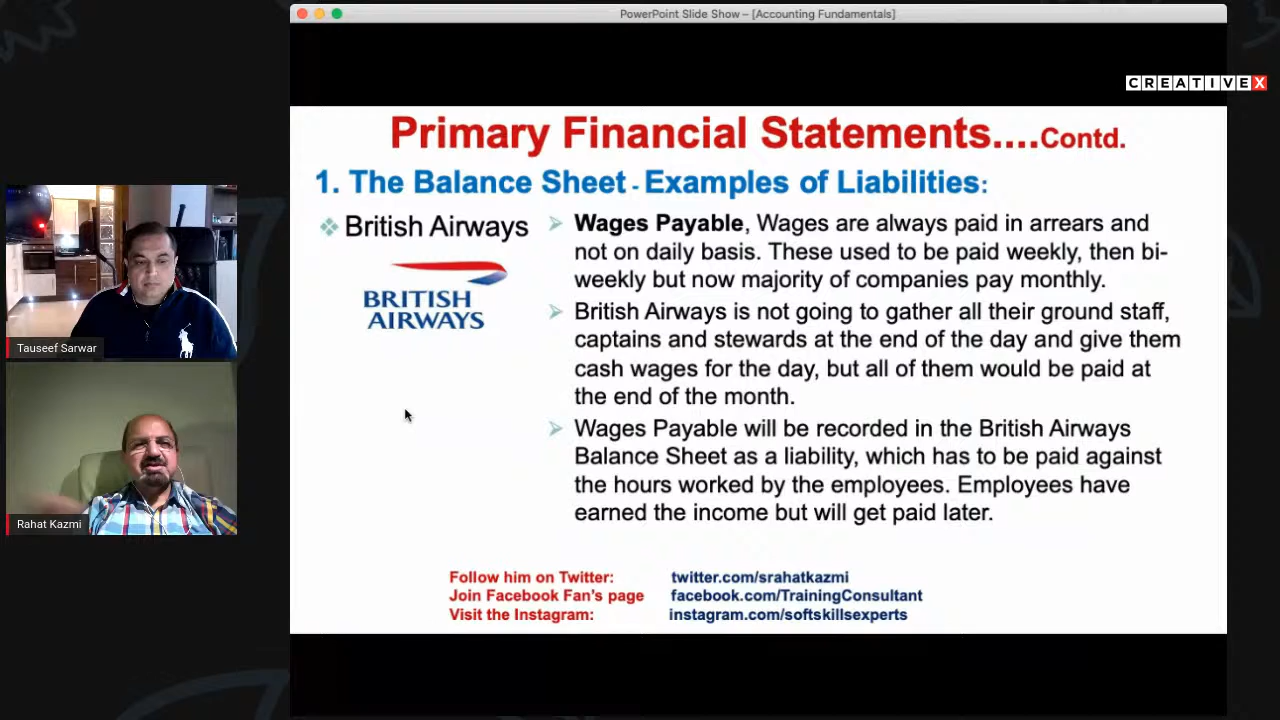 PowerPoint Slide Show – [Accounting Fundamentals]
CREATIVEX
Primary Financial Statements....Contd.
1. The Balance Sheet - Examples of Liabilities:
British Airways
BRITISH
AIRWAYS
Wages Payable, Wages are always paid in arrears and
not on daily basis. These used to be paid weekly, then bi-
weekly but now majority of companies pay monthly.
British Airways is not going to gather all their ground staff,
captains and stewards at the end of the day and give them
cash wages for the day, but all of them would be paid at
the end of the month.
Wages Payable will be recorded in the British Airways
Balance Sheet as a liability, which has to be paid against
the hours worked by the employees. Employees have
earned the income but will get paid later.
Tauseef Sarwar
Rahat Kazmi
Follow him on Twitter: twitter.com/srahatkazmi
Join Facebook Fan's page facebook.com/TrainingConsultant
Visit the Instagram: instagram.com/softskillsexperts